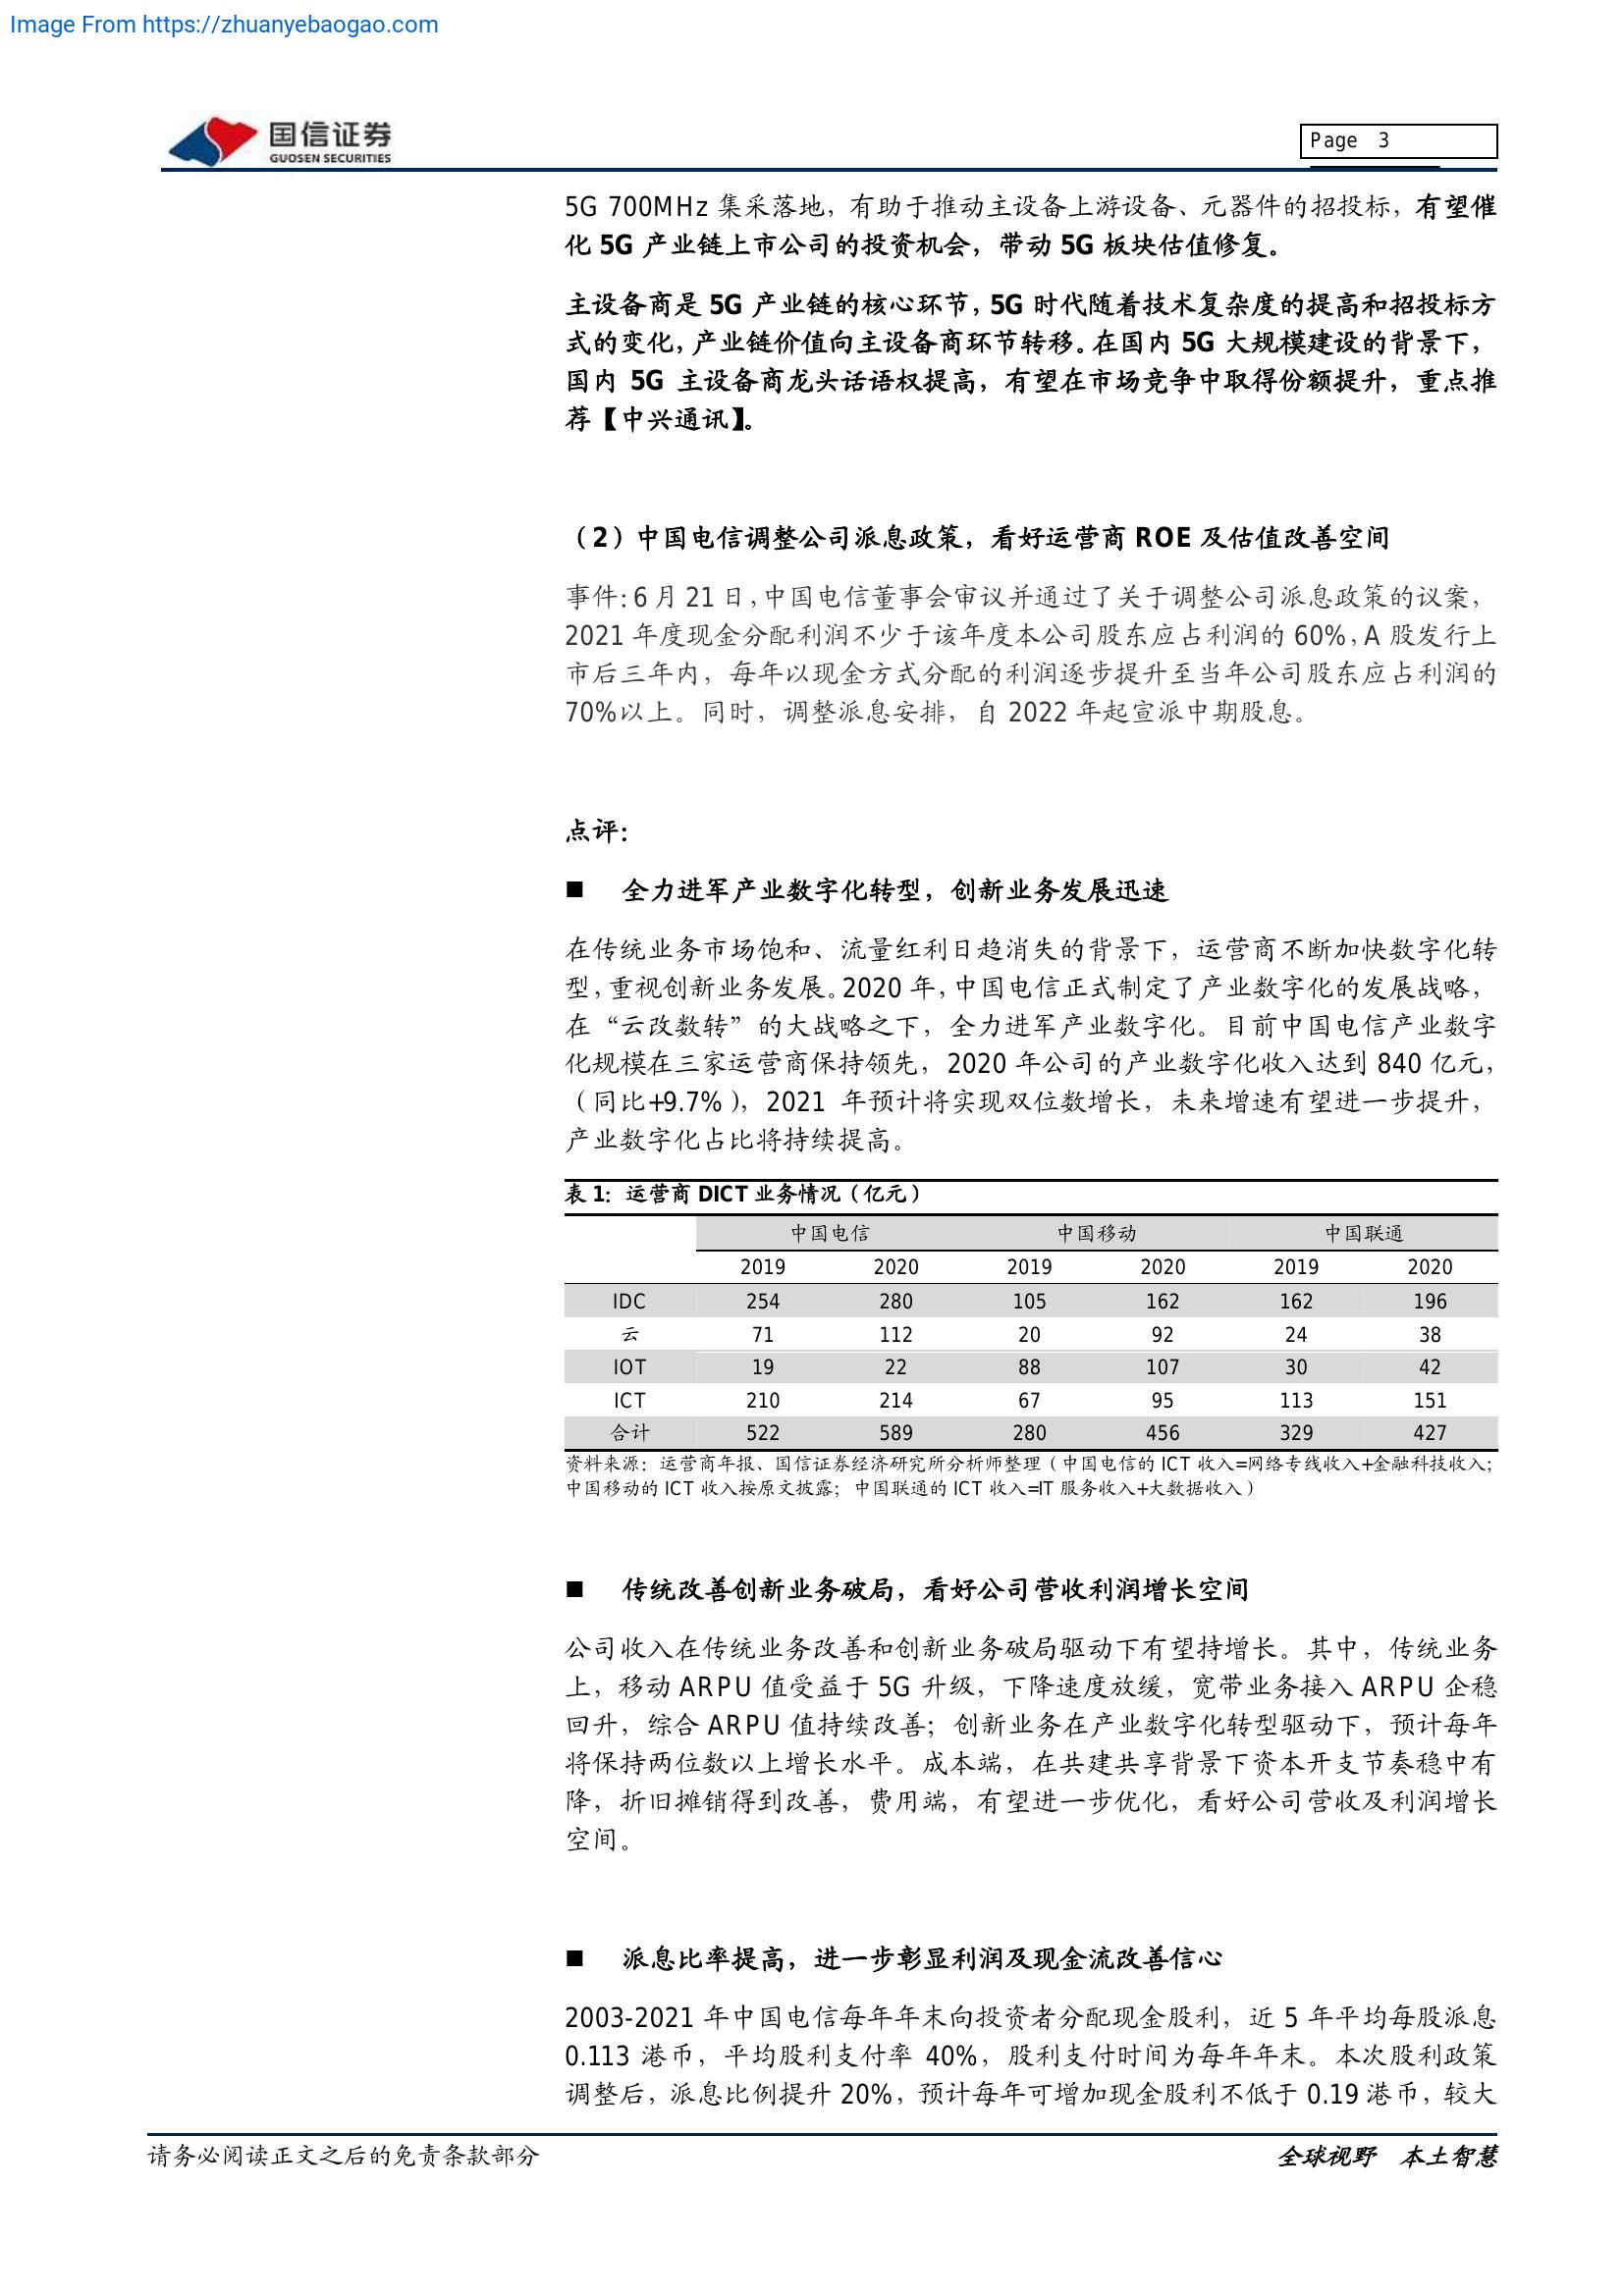 Image From https://zhuanyebaogao.com
国信证券
GUOSEN SECURITIES
Page 3
5G 700MHz 集采落地，有助于推动主设备上游设备、元器件的招投标，有望催
化 5G 产业链上市公司的投资机会，带动 5G 板块估值修复。
主设备商是 5G 产业链的核心环节，5G 时代随着技术复杂度的提高和招投标方
式的变化，产业链价值向主设备商环节转移。在国内 5G 大规模建设的背景下，
国内 5G 主设备商龙头话语权提高，有望在市场竞争中取得份额提升，重点推
荐【中兴通讯】。
（2）中国电信调整公司派息政策，看好运营商 ROE 及估值改善空间
事件：6 月 21 日，中国电信董事会审议并通过了关于调整公司派息政策的议案，
2021 年度现金分配利润不少于该年度本公司股东应占利润的 60%，A 股发行上
市后三年内，每年以现金方式分配的利润逐步提升至当年公司股东应占利润的
70%以上。同时，调整派息安排，自 2022 年起宣派中期股息。
点评：
■ 全力进军产业数字化转型，创新业务发展迅速
在传统业务市场饱和、流量红利日趋消失的背景下，运营商不断加快数字化转
型，重视创新业务发展。2020 年，中国电信正式制定了产业数字化的发展战略，
在“云改数转”的大战略之下，全力进军产业数字化。目前中国电信产业数字
化规模在三家运营商保持领先，2020 年公司的产业数字化收入达到 840 亿元，
（同比+9.7%），2021 年预计将实现双位数增长，未来增速有望进一步提升，
产业数字化占比将持续提高。
表 1：运营商 DICT 业务情况（亿元）
中国电信 中国移动 中国联通
2019 2020 2019 2020 2019 2020
IDC 254 280 105 162 162 196
云 71 112 20 92 24 38
IOT 19 22 88 107 30 42
ICT 210 214 67 95 113 151
合计 522 589 280 456 329 427
资料来源：运营商年报、国信证券经济研究所分析师整理（中国电信的 ICT 收入=网络专线收入+金融科技收入；
中国移动的 ICT 收入按原文披露；中国联通的 ICT 收入=IT 服务收入+大数据收入）
■ 传统改善创新业务破局，看好公司营收利润增长空间
公司收入在传统业务改善和创新业务破局驱动下有望持增长。其中，传统业务
上，移动 ARPU 值受益于 5G 升级，下降速度放缓，宽带业务接入 ARPU 企稳
回升，综合 ARPU 值持续改善；创新业务在产业数字化转型驱动下，预计每年
将保持两位数以上增长水平。成本端，在共建共享背景下资本开支节奏稳中有
降，折旧摊销得到改善，费用端，有望进一步优化，看好公司营收及利润增长
空间。
■ 派息比率提高，进一步彰显利润及现金流改善信心
2003-2021 年中国电信每年年末向投资者分配现金股利，近 5 年平均每股派息
0.113 港币，平均股利支付率 40%，股利支付时间为每年年末。本次股利政策
调整后，派息比例提升 20%，预计每年可增加现金股利不低于 0.19 港币，较大
请务必阅读正文之后的免责条款部分
全球视野 本土智慧